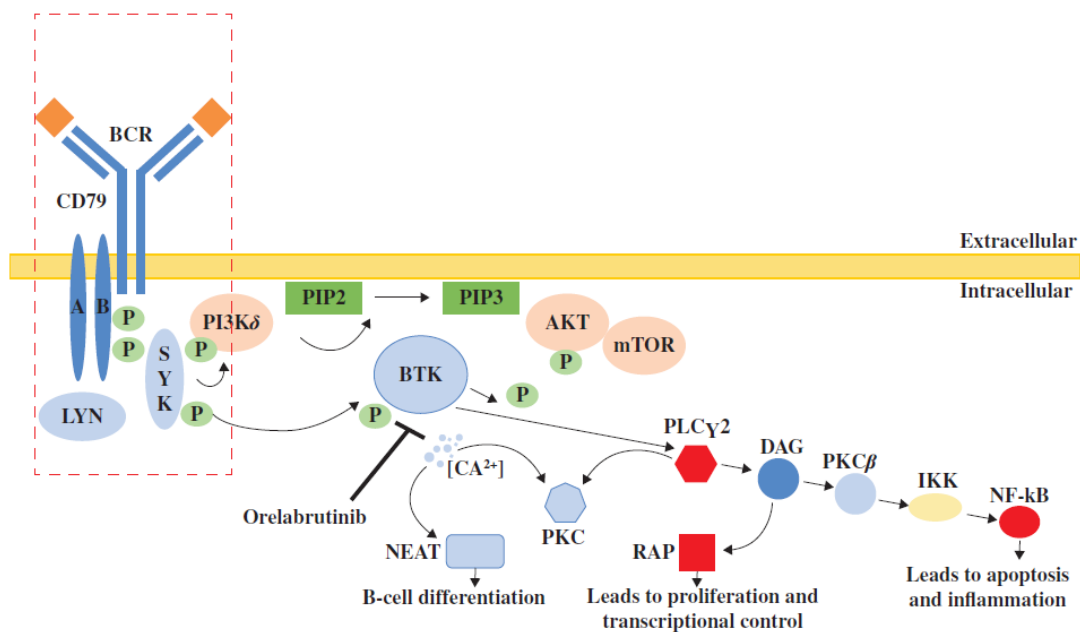 BCR
CD79
Extracellular
Intracellular
A
B
P
P
S
Y
K
P
P
LYN
PI3Kδ
PIP2
PIP3
AKT
P
mTOR
BTK
P
P
[CA²⁺]
Orelabrutinib
NEAT
B-cell differentiation
PKC
PLCγ2
DAG
PKCβ
IKK
NF-kB
RAP
Leads to proliferation and
transcriptional control
Leads to apoptosis
and inflammation